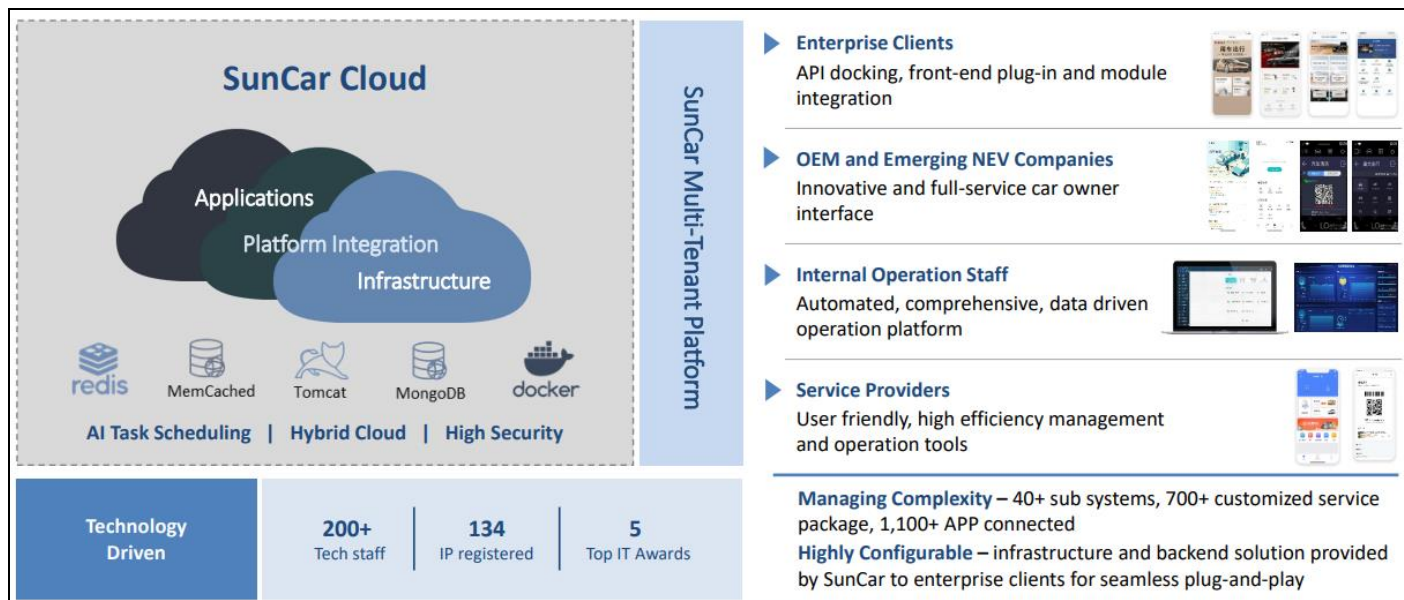 SunCar Cloud
Applications
Platform Integration
Infrastructure
redis
MemCached
Tomcat
MongoDB
docker
AI Task Scheduling | Hybrid Cloud | High Security
SunCar Multi-Tenant Platform
Technology
Driven
200+
Tech staff
134
IP registered
5
Top IT Awards
Enterprise Clients
API docking, front-end plug-in and module
integration
OEM and Emerging NEV Companies
Innovative and full-service car owner
interface
Internal Operation Staff
Automated, comprehensive, data driven
operation platform
Service Providers
User friendly, high efficiency management
and operation tools
Managing Complexity – 40+ sub systems, 700+ customized service
package, 1,100+ APP connected
Highly Configurable – infrastructure and backend solution provided
by SunCar to enterprise clients for seamless plug-and-play